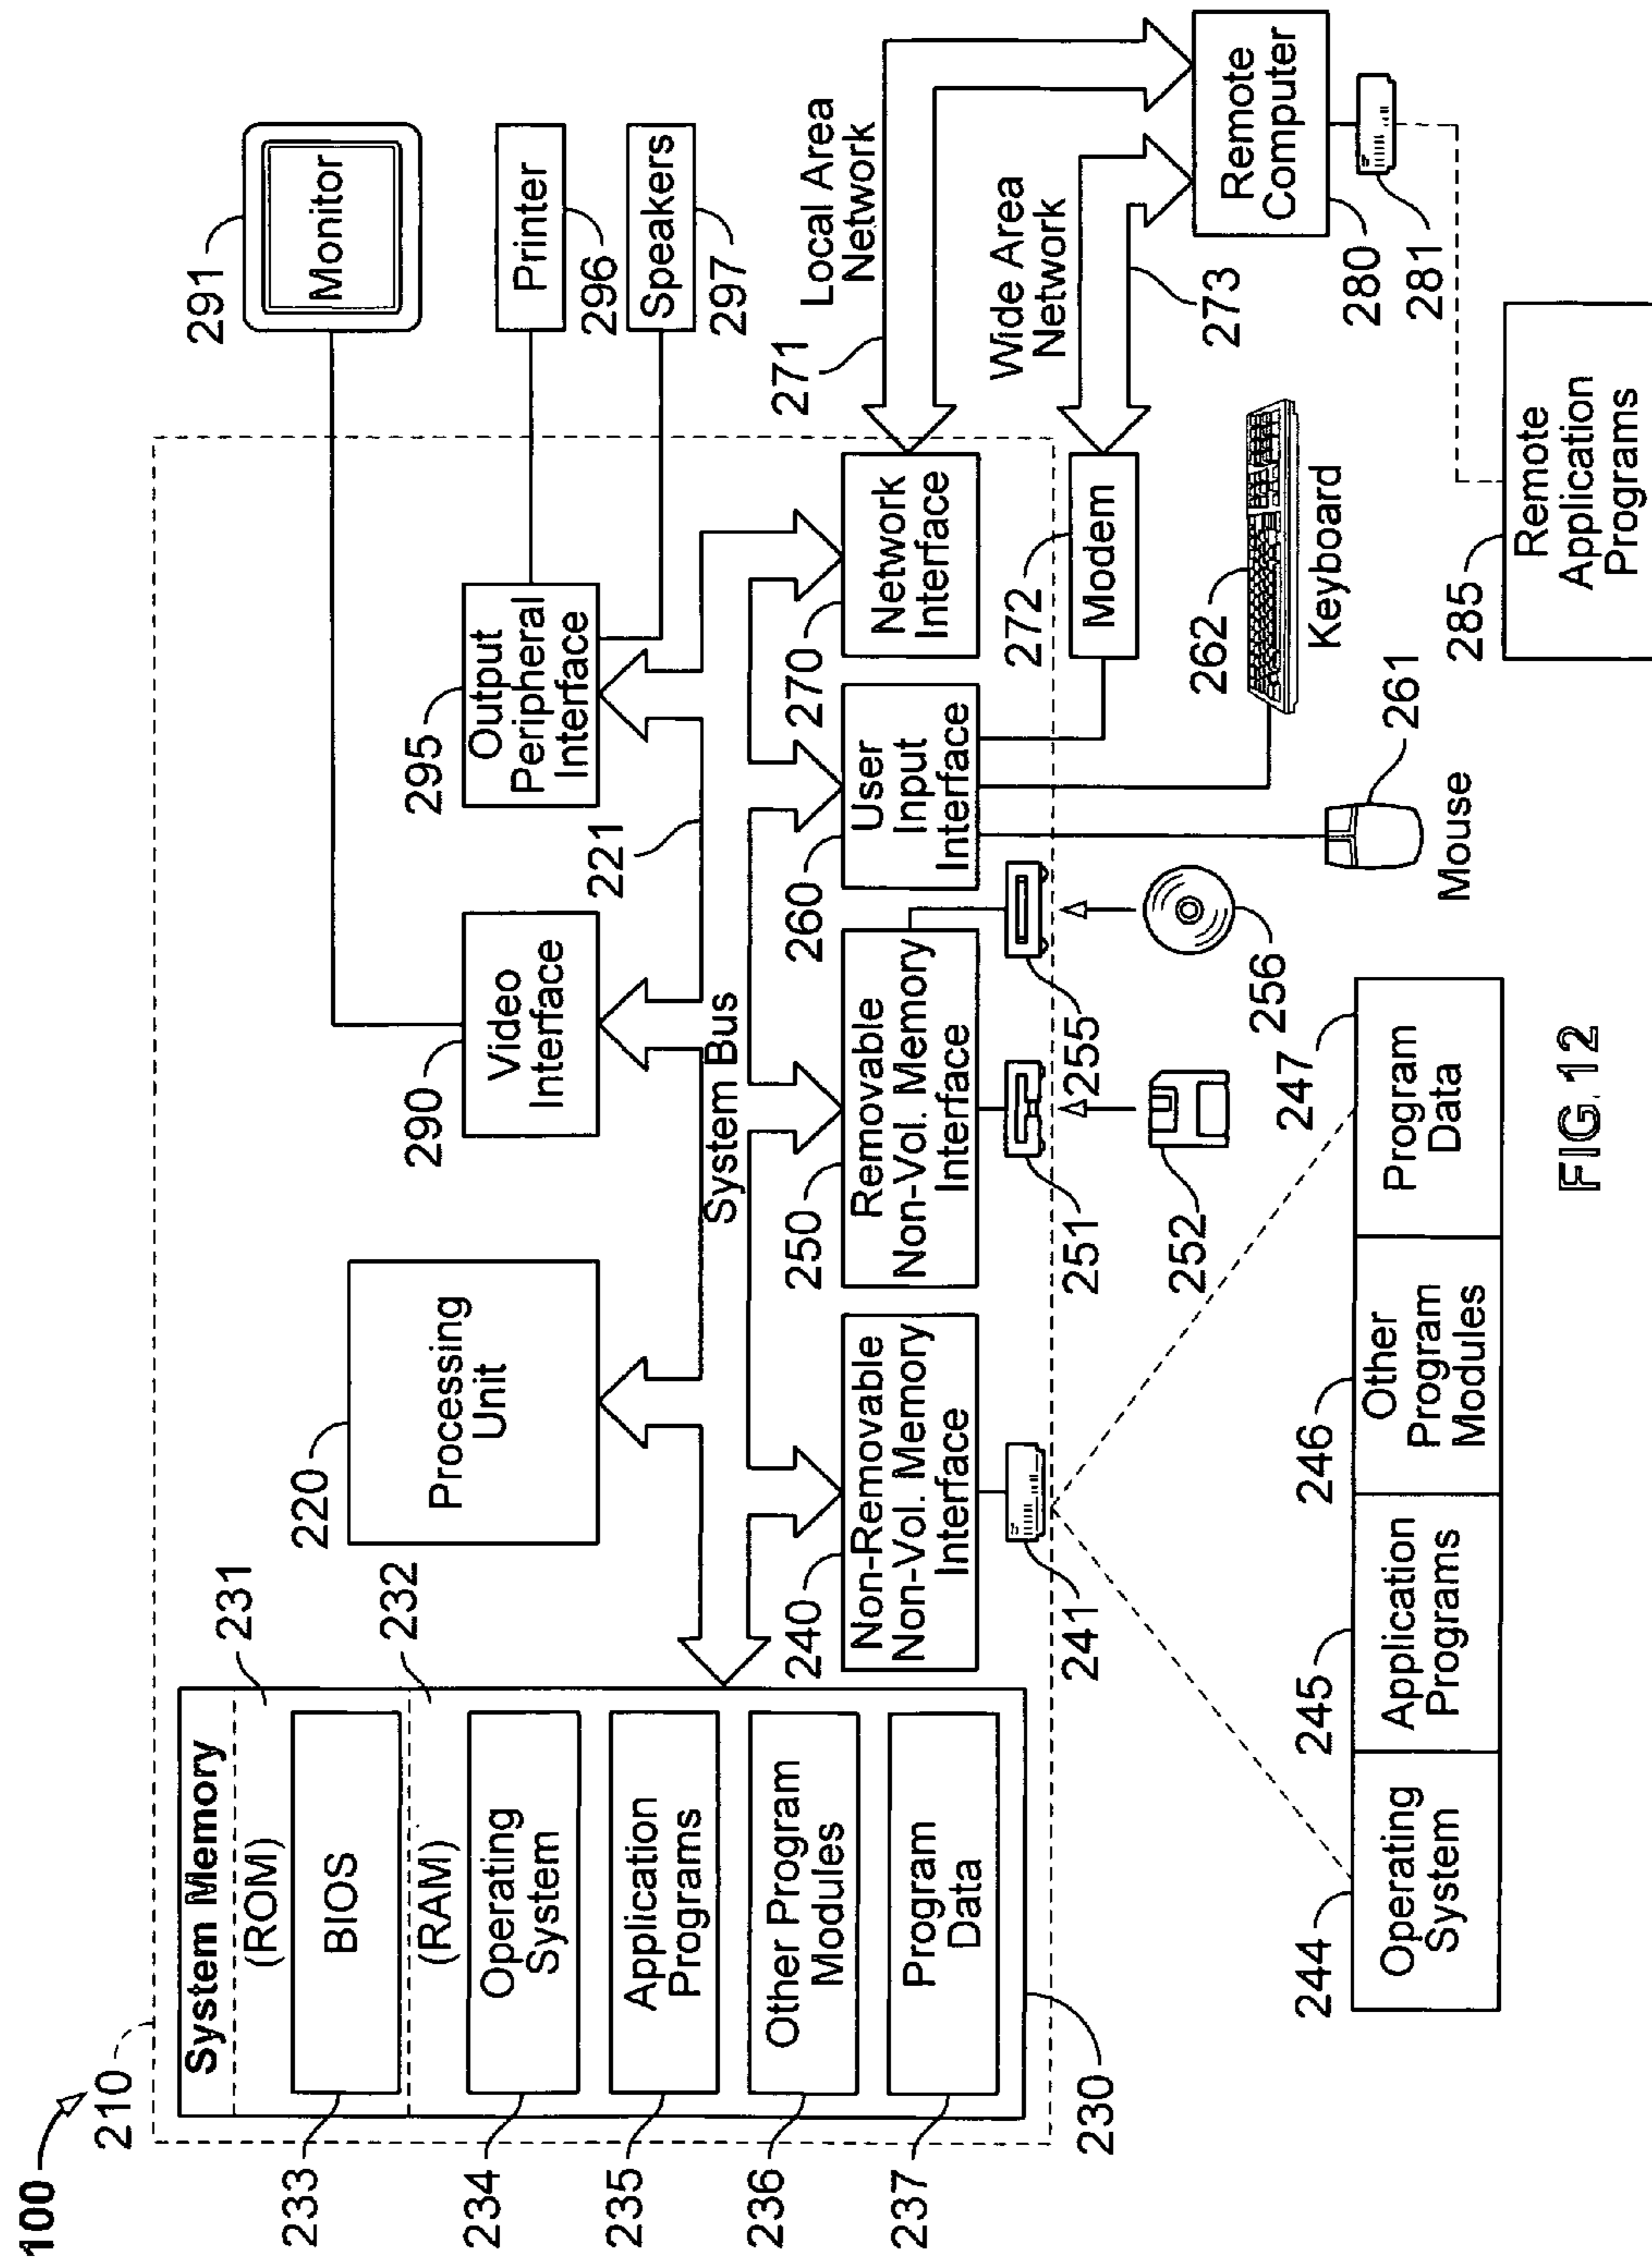 100
210
System Memory
(ROM)
231
BIOS
233
(RAM)
232
Operating
System
234
Application
Programs
235
Other Program
Modules
236
Program
Data
237
230
220
Processing
Unit
290
Video
Interface
295
Output
Peripheral
Interface
221
System Bus
291
Monitor
Printer
296
Speakers
297
240
Non-Removable
Non-Vol. Memory
Interface
250
Removable
Non-Vol. Memory
Interface
260
User
Input
Interface
270
Network
Interface
271
Local Area
Network
Wide Area
Network
273
272
Modem
241
251
255
252
256
Mouse
261
262
Keyboard
Remote
Computer
280
281
285
Remote
Application
Programs
244
Operating
System
245
Application
Programs
246
Other
Program
Modules
247
Program
Data
FIG. 12